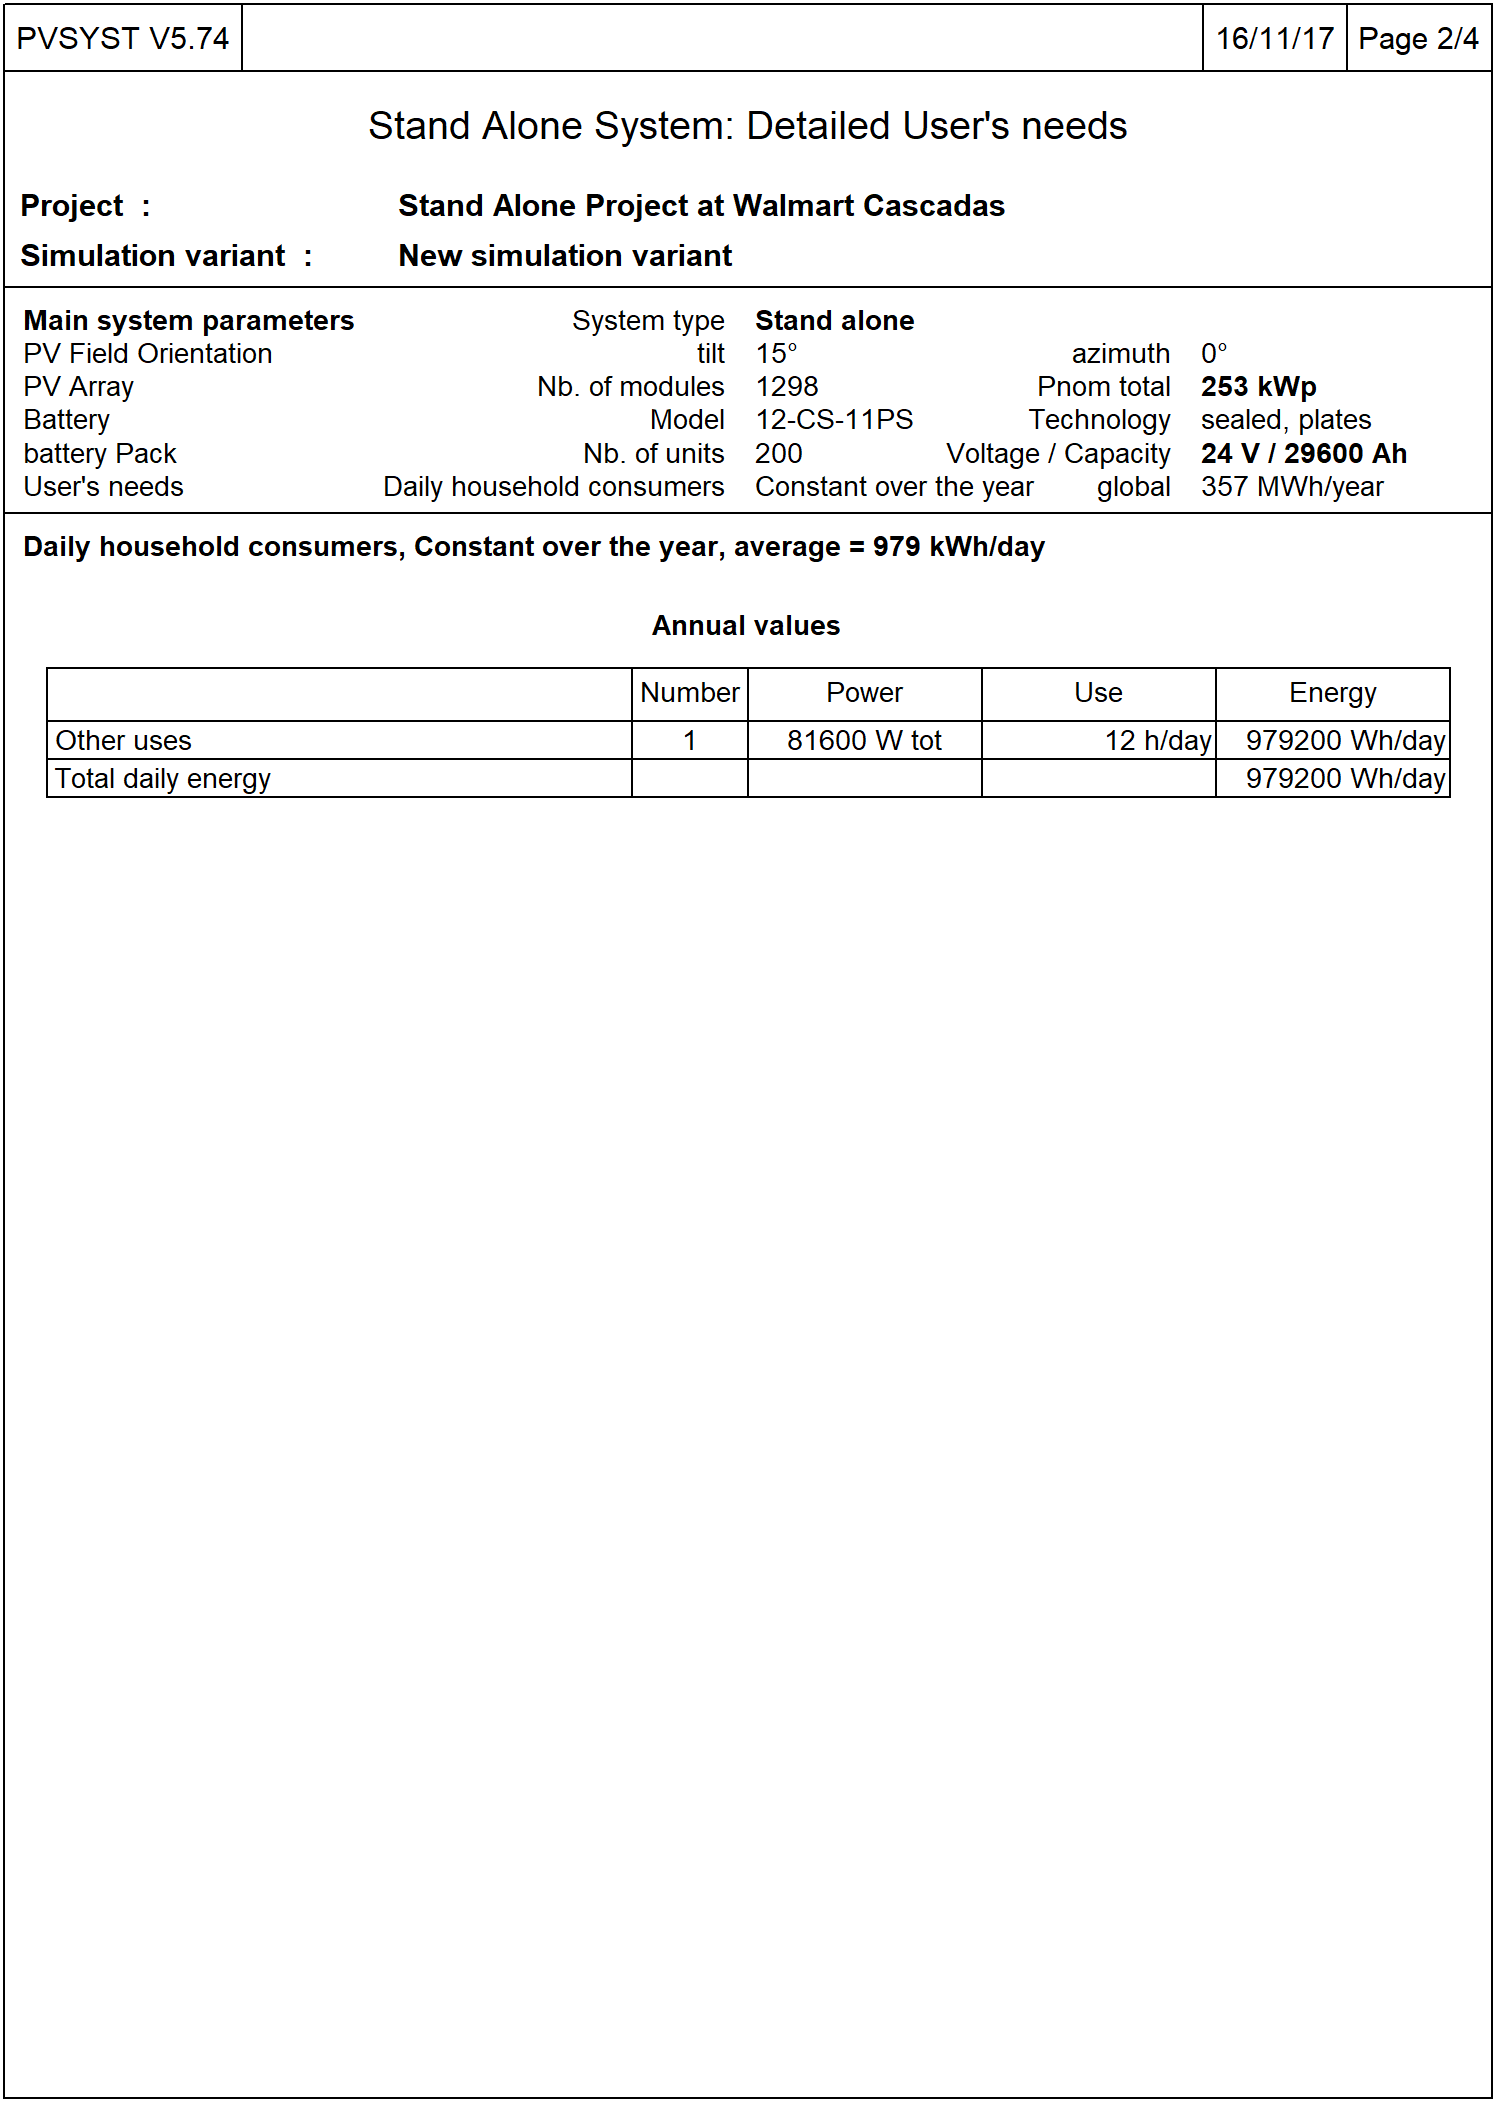 PVSYST V5.74 16/11/17 Page 2/4
Stand Alone System: Detailed User's needs
Project : Stand Alone Project at Walmart Cascadas
Simulation variant : New simulation variant
Main system parameters System type Stand alone
PV Field Orientation tilt 15° azimuth 0°
PV Array Nb. of modules 1298 Pnom total 253 kWp
Battery Model 12-CS-11PS Technology sealed, plates
battery Pack Nb. of units 200 Voltage / Capacity 24 V / 29600 Ah
User's needs Daily household consumers Constant over the year global 357 MWh/year
Daily household consumers, Constant over the year, average = 979 kWh/day
Annual values
Number Power Use Energy
Other uses 1 81600 W tot 12 h/day 979200 Wh/day
Total daily energy 979200 Wh/day